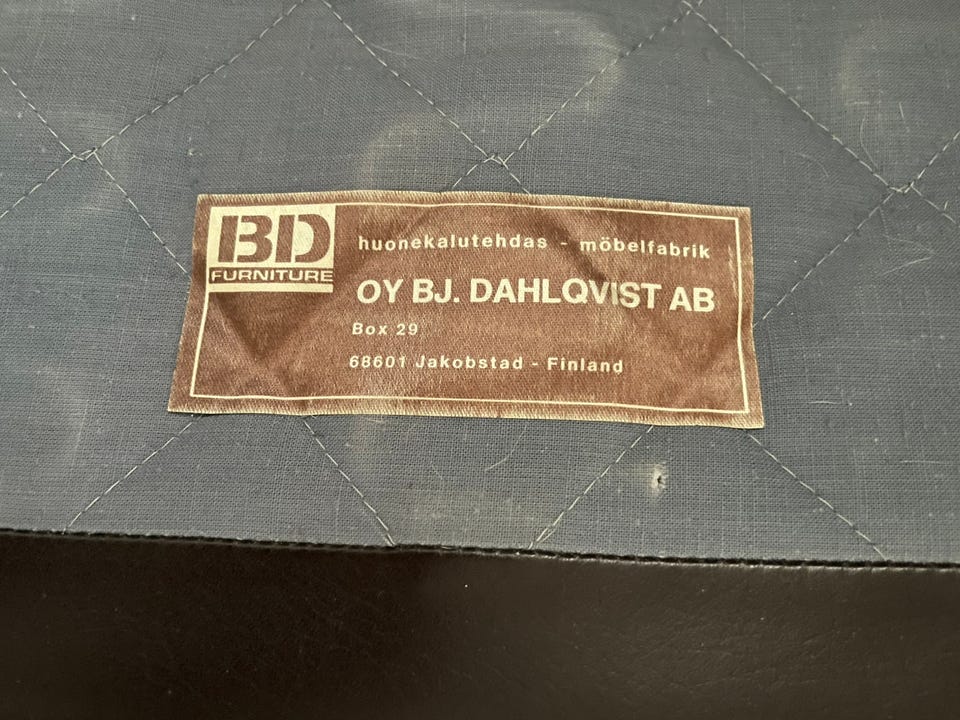 BD
FURNITURE
huonekalutehdas - möbelfabrik
OY BJ. DAHLQVIST AB
Box 29
68601 Jakobstad - Finland